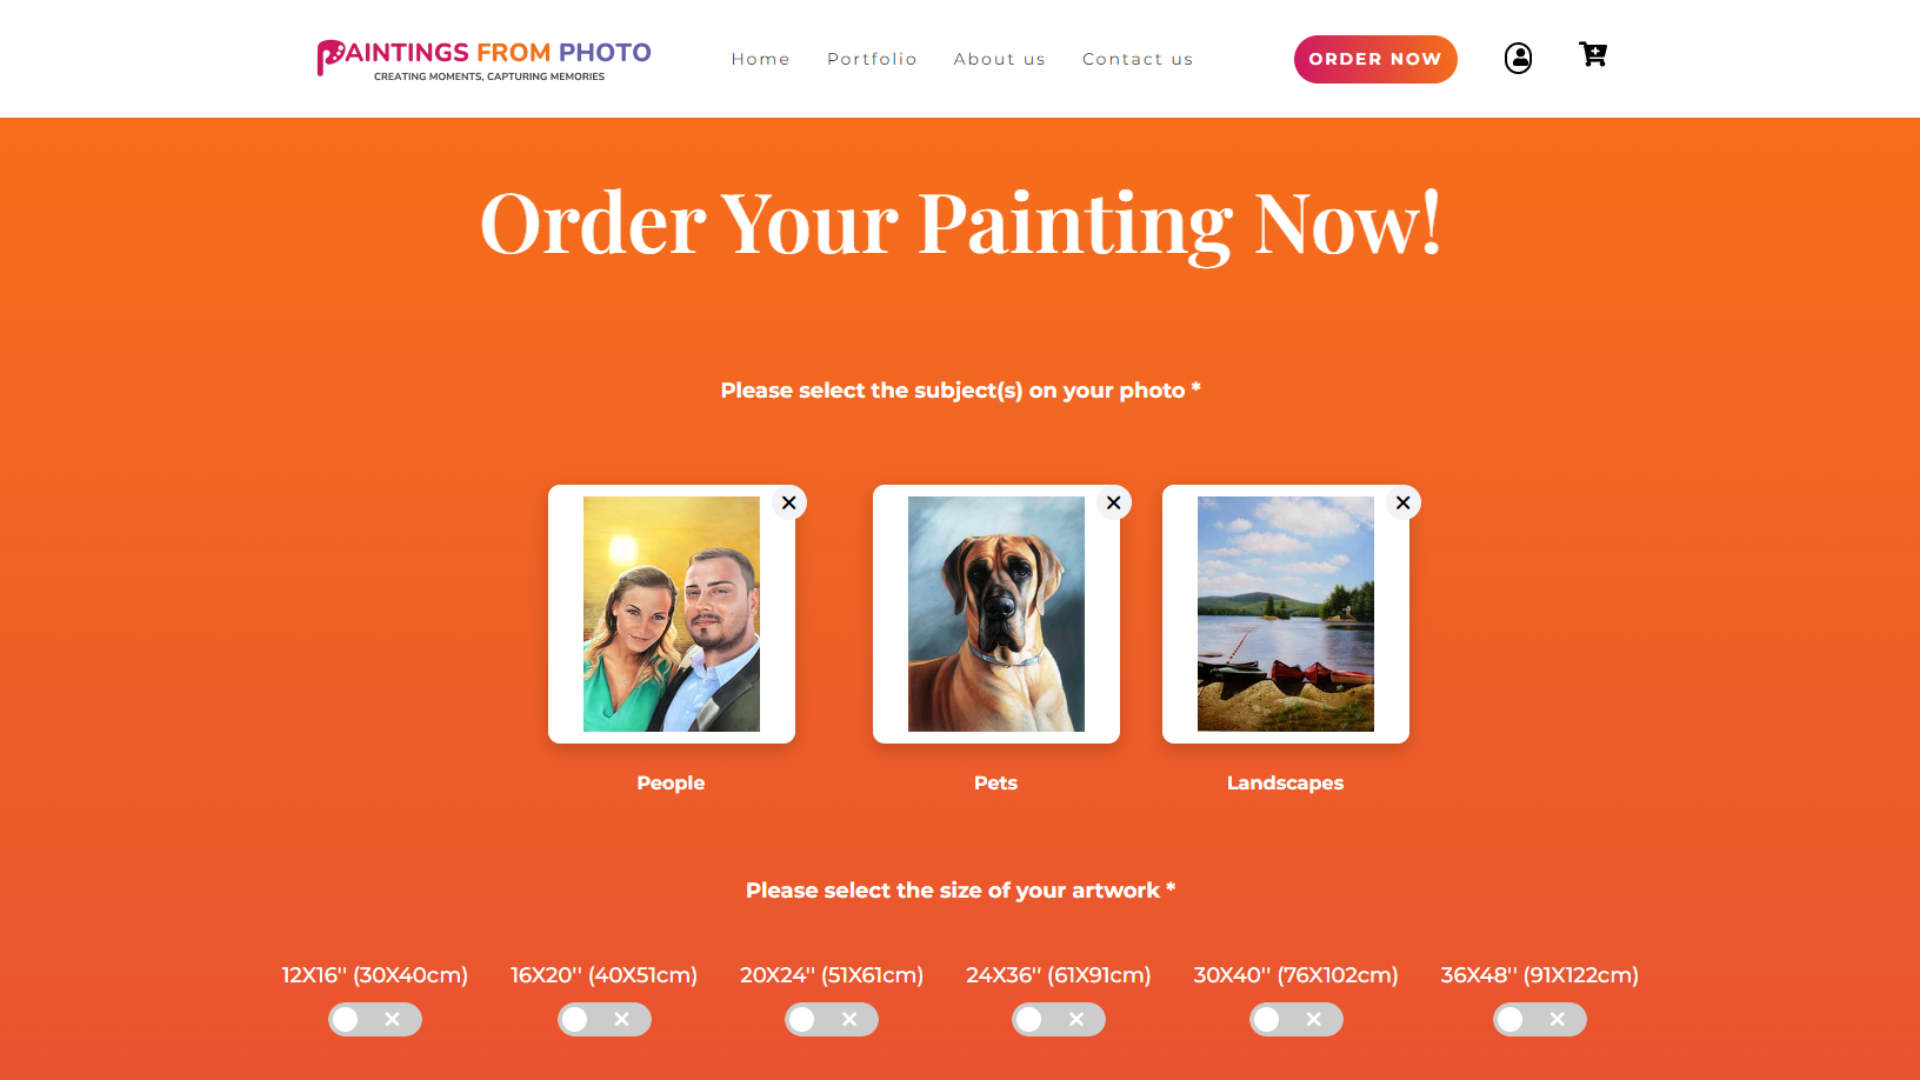 PAINTINGS FROM PHOTO
CREATING MOMENTS, CAPTURING MEMORIES
Home Portfolio About us Contact us
ORDER NOW
Order Your Painting Now!
Please select the subject(s) on your photo *
People Pets Landscapes
Please select the size of your artwork *
12X16'' (30X40cm) 16X20'' (40X51cm) 20X24'' (51X61cm) 24X36'' (61X91cm) 30X40'' (76X102cm) 36X48'' (91X122cm)